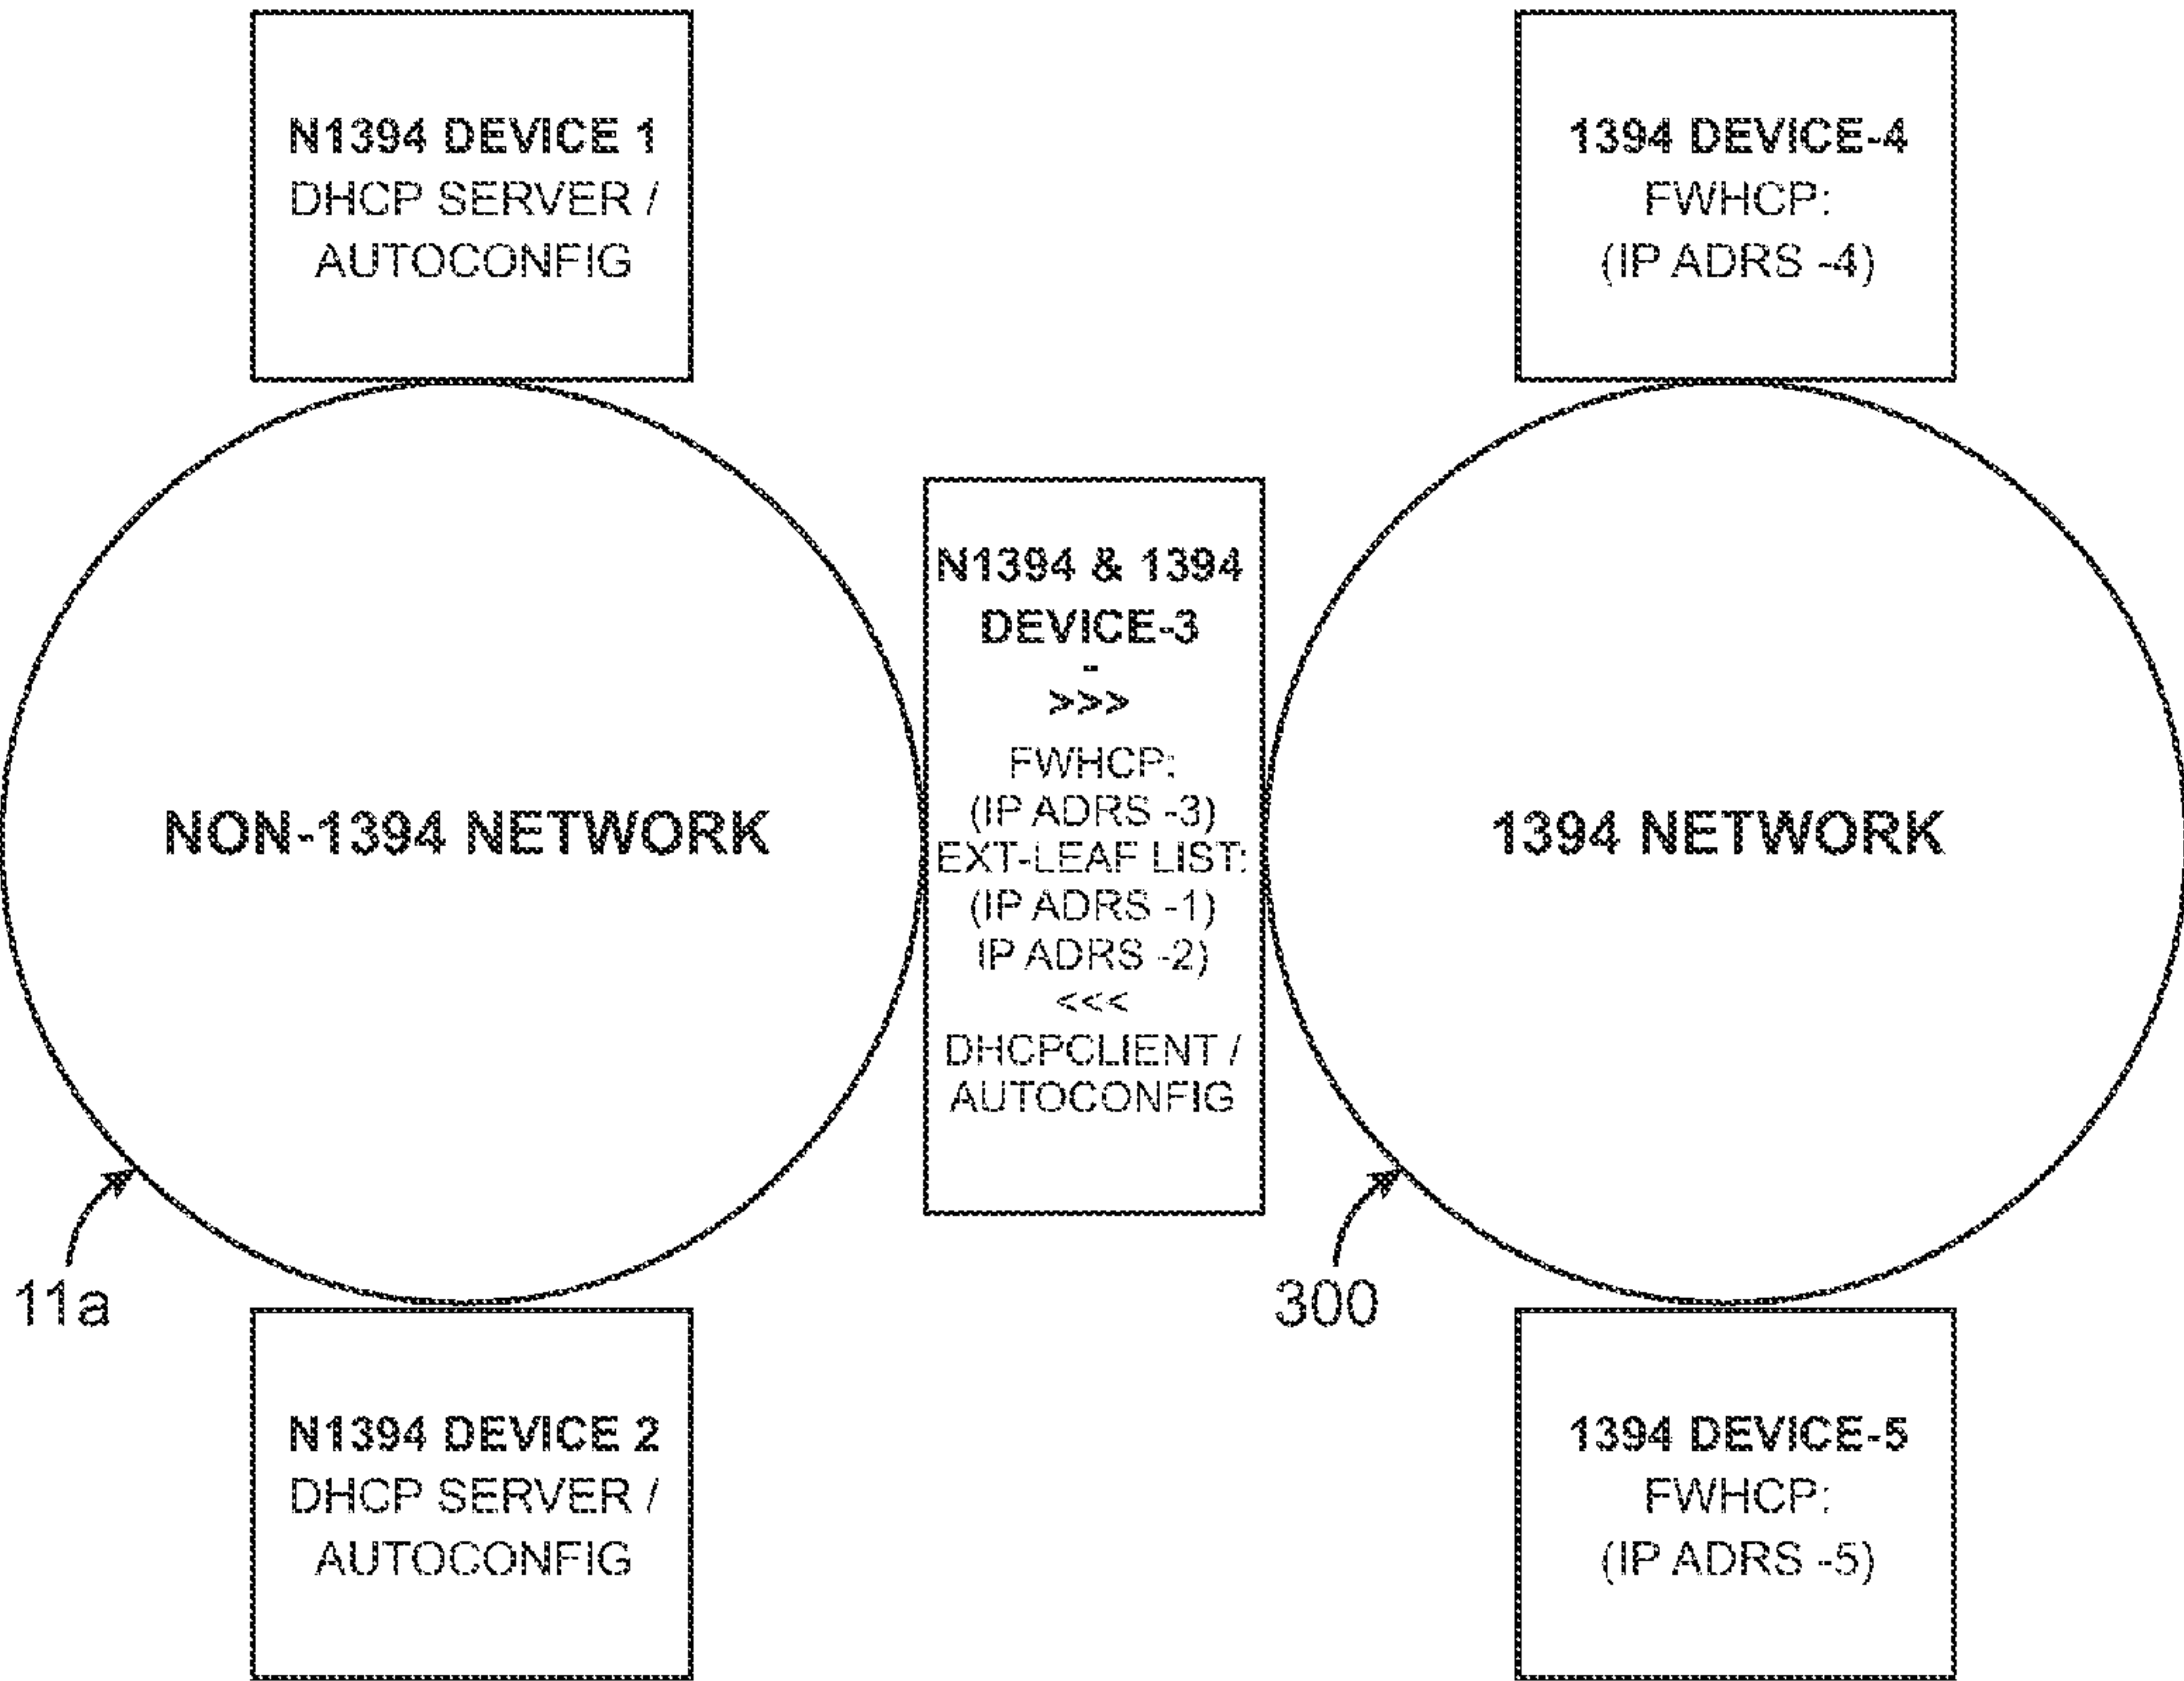 N1394 DEVICE 1
DHCP SERVER /
AUTOCONFIG
1394 DEVICE-4
FWHCP:
(IP ADRS -4)
NON-1394 NETWORK
N1394 & 1394
DEVICE-3
-
>>>
FWHCP:
(IP ADRS -3)
EXT-LEAF LIST:
(IP ADRS -1)
IP ADRS -2)
<<<
DHCPCLIENT /
AUTOCONFIG
1394 NETWORK
11a
300
N1394 DEVICE 2
DHCP SERVER /
AUTOCONFIG
1394 DEVICE-5
FWHCP:
(IP ADRS -5)